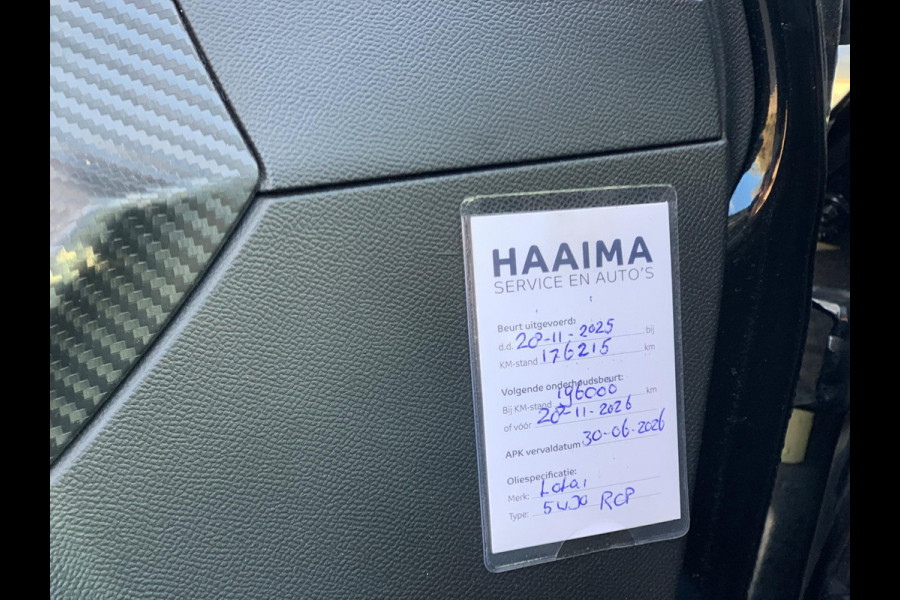 HAAIMA
SERVICE EN AUTO'S
Beurt uitgevoerd:
d.d. 20-11-2025 bij
KM-stand 176215 km
Volgende onderhoudsbeurt:
Bij KM-stand 196000 km
of vóór 20-11-2026
APK vervaldatum 30-06-2026
Oliespecificatie:
Merk: Total
Type: 5W30 RCP